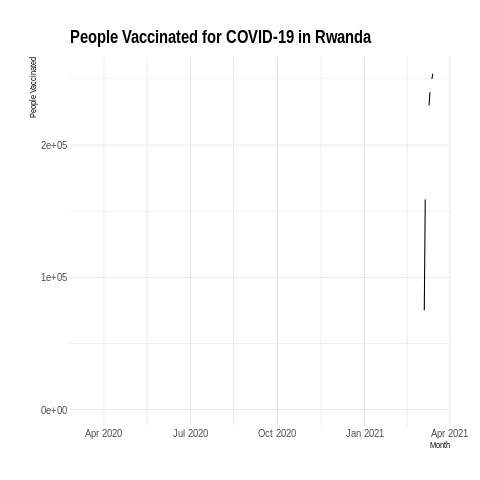 People Vaccinated for COVID-19 in Rwanda
People Vaccinated
2e+05
1e+05
0e+00
Apr 2020 Jul 2020 Oct 2020 Jan 2021 Apr 2021
Month